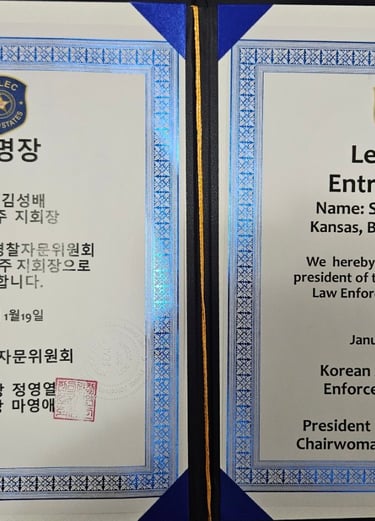 LEC
STATES
명장
김성배
주 지회장
경찰자문위원회
주 지회장으로
합니다.
1월19일
자문위원회
장 정영열
장 마영애
Le
Entr
Name: S
Kansas, B
We hereby
president of t
Law Enfor
Janu
Korean
Enforce
President
Chairwoma